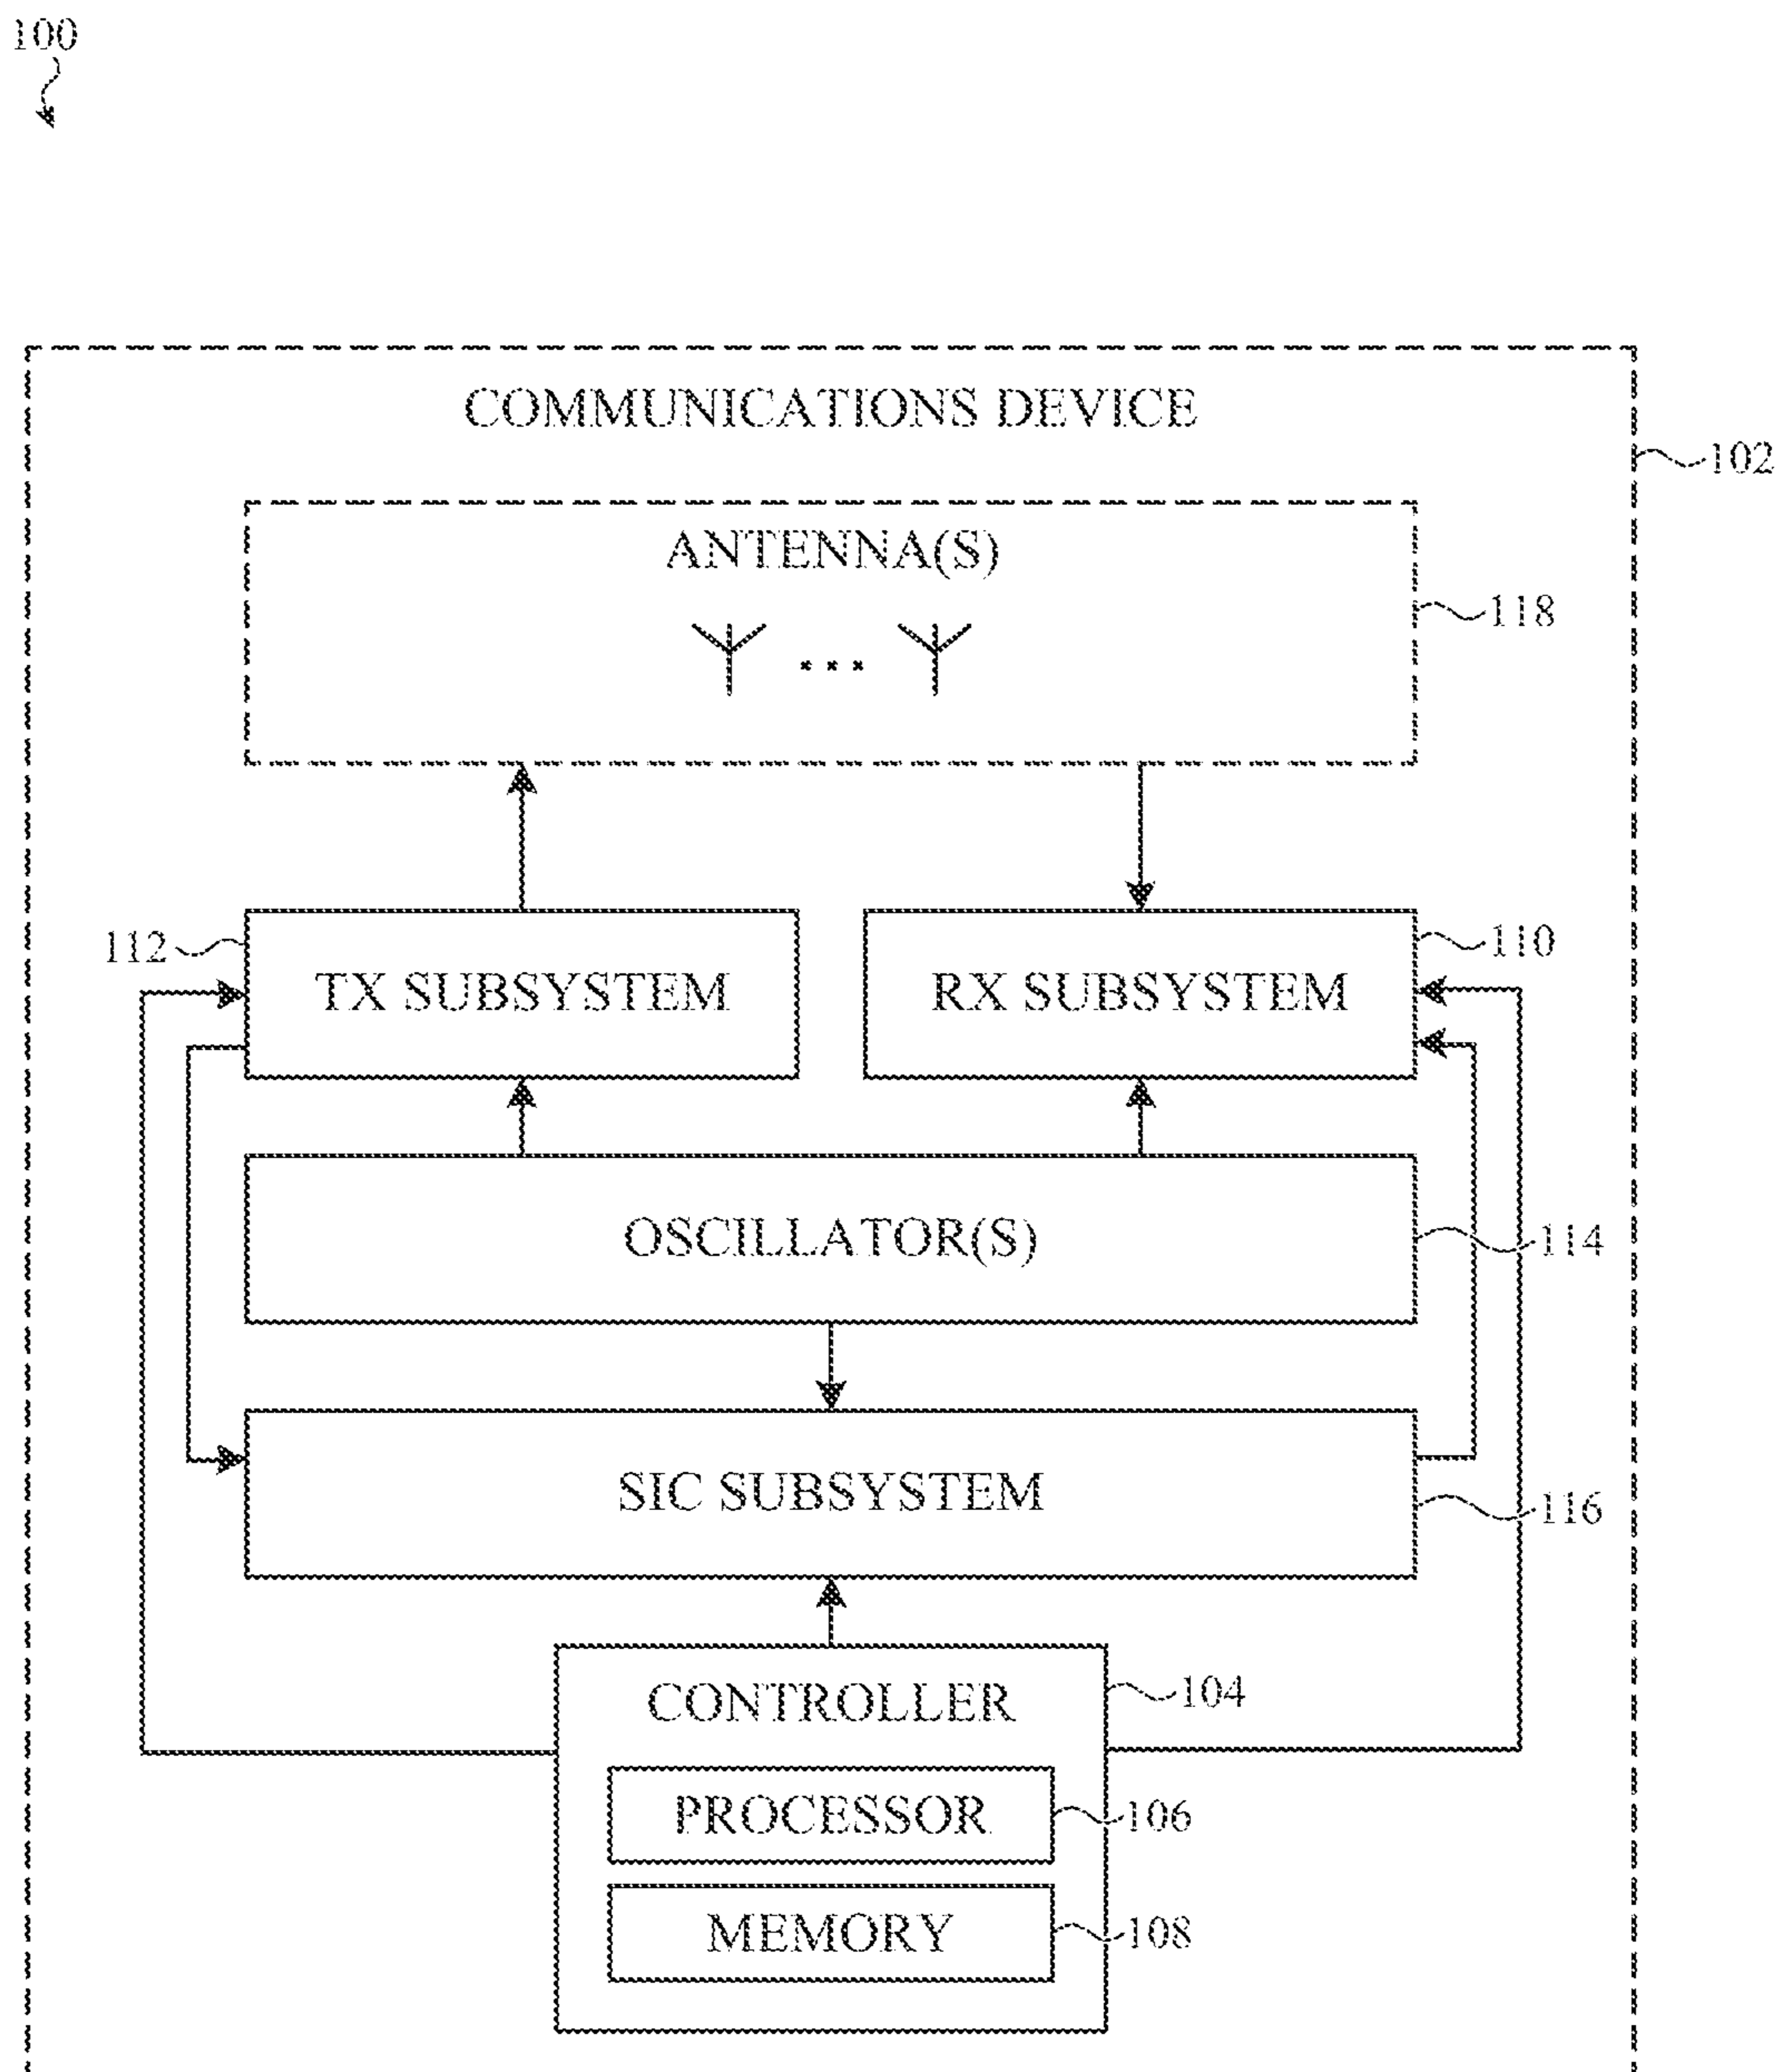 100
COMMUNICATIONS DEVICE
102
ANTENNA(S)
118
112
TX SUBSYSTEM
RX SUBSYSTEM
110
OSCILLATOR(S)
114
SIC SUBSYSTEM
116
CONTROLLER
104
PROCESSOR
106
MEMORY
108